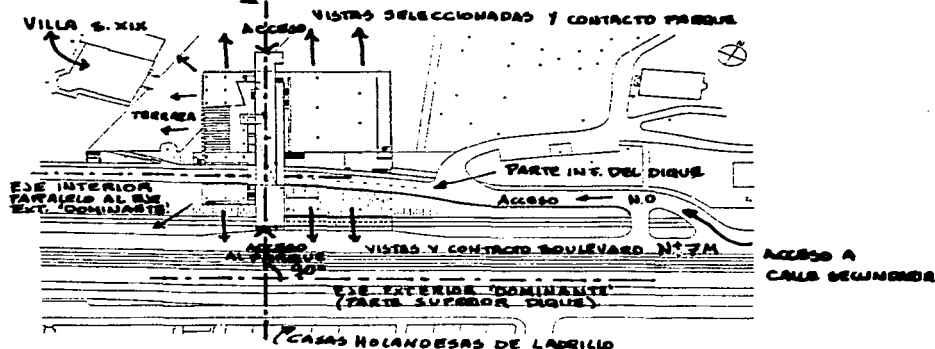 VILLA S. XIX
ACCESO
VISTAS SELECCIONADAS Y CONTACTO PARQUE
N
TERRAZA
PARTE INT. DEL DIQUE
EJE INTERIOR
PARALELO AL EJE
EXT. 'DOMINANTE'
ACCESO
N.O
ACCESO
AL PARQUE
90°
VISTAS Y CONTACTO BOULEVARD N+7M
ACCESO A
CALLE SECUNDARIA
EJE EXTERIOR 'DOMINANTE'
(PARTE SUPERIOR DIQUE)
CASAS HOLANDESAS DE LADRILLO